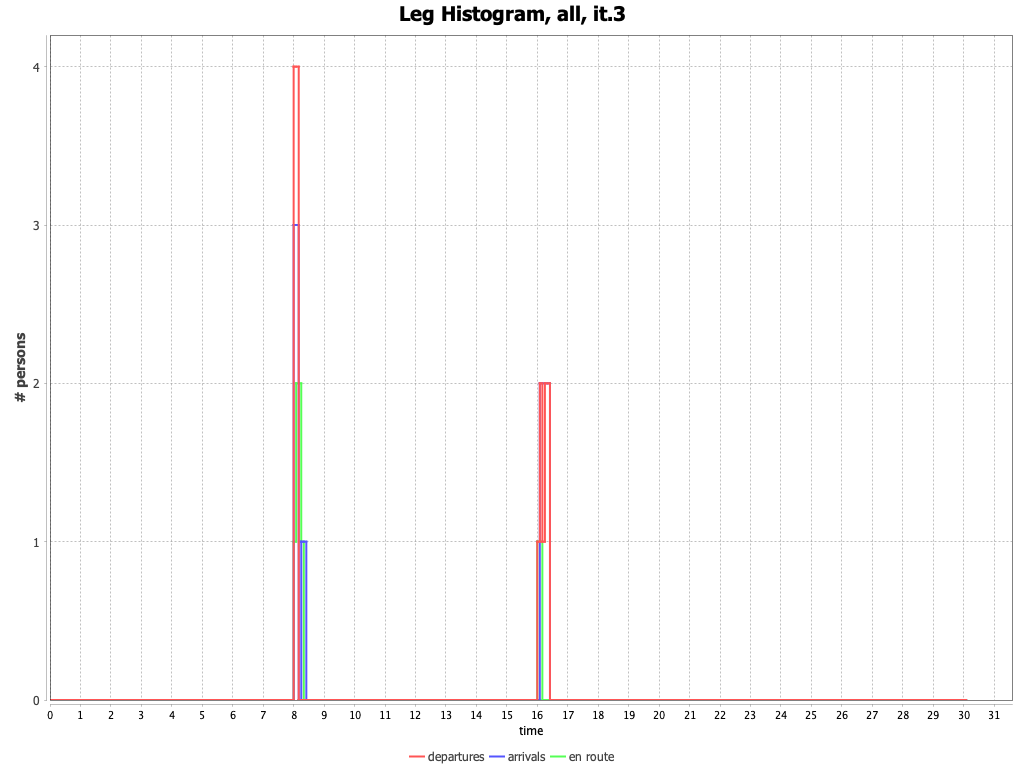 Leg Histogram, all, it.3
# persons
4
3
2
1
0
0 1 2 3 4 5 6 7 8 9 10 11 12 13 14 15 16 17 18 19 20 21 22 23 24 25 26 27 28 29 30 31
time
departures arrivals en route